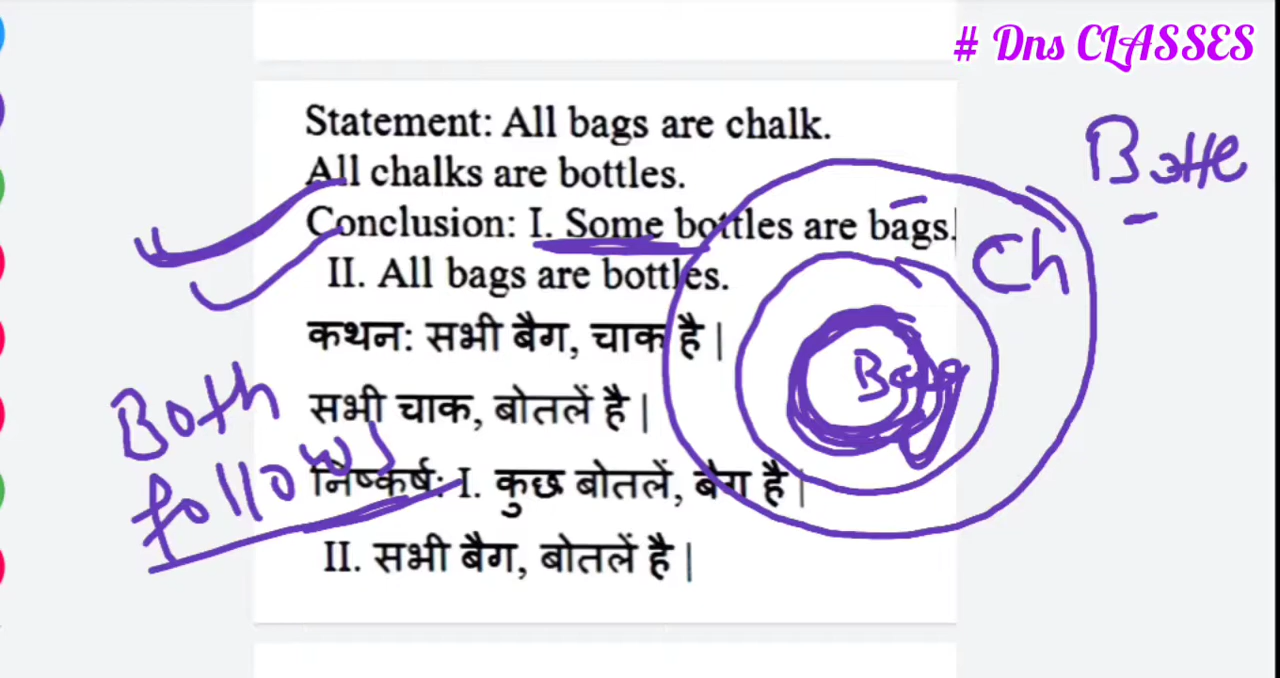 # Dns CLASSES
Statement: All bags are chalk.
All chalks are bottles.
Conclusion: I. Some bottles are bags.
II. All bags are bottles.
कथन: सभी बैग, चाक है |
सभी चाक, बोतलें है |
निष्कर्ष: I. कुछ बोतलें, बैग है |
II. सभी बैग, बोतलें है |
Both
follows
Ch